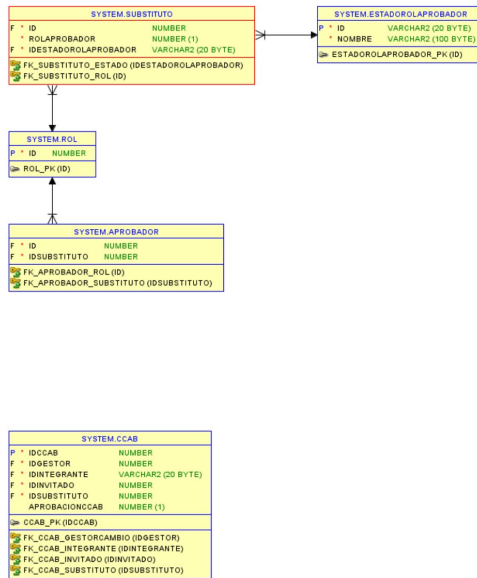 SYSTEM.SUBSTITUTO
F * ID NUMBER
* ROLAPROBADOR NUMBER (1)
F * IDESTADOROLAPROBADOR VARCHAR2 (20 BYTE)
FK_SUBSTITUTO_ESTADO (IDESTADOROLAPROBADOR)
FK_SUBSTITUTO_ROL (ID)
SYSTEM.ESTADOROLAPROBADOR
P * ID VARCHAR2 (20 BYTE)
* NOMBRE VARCHAR2 (100 BYTE)
ESTADOROLAPROBADOR_PK (ID)
SYSTEM.ROL
P * ID NUMBER
ROL_PK (ID)
SYSTEM.APROBADOR
F * ID NUMBER
F * IDSUBSTITUTO NUMBER
FK_APROBADOR_ROL (ID)
FK_APROBADOR_SUBSTITUTO (IDSUBSTITUTO)
SYSTEM.CCAB
P * IDCCAB NUMBER
F * IDGESTOR NUMBER
F * IDINTEGRANTE VARCHAR2 (20 BYTE)
F * IDINVITADO NUMBER
F * IDSUBSTITUTO NUMBER
APROBACIONCCAB NUMBER (1)
CCAB_PK (IDCCAB)
FK_CCAB_GESTORCAMBIO (IDGESTOR)
FK_CCAB_INTEGRANTE (IDINTEGRANTE)
FK_CCAB_INVITADO (IDINVITADO)
FK_CCAB_SUBSTITUTO (IDSUBSTITUTO)